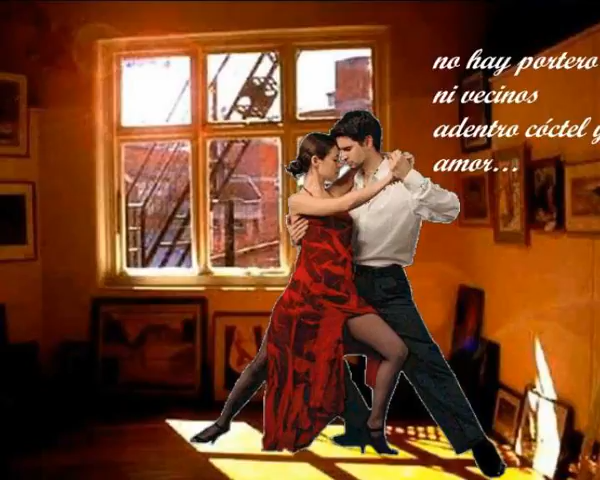 no hay portero
ni vecinos
adentro cóctel y
amor...